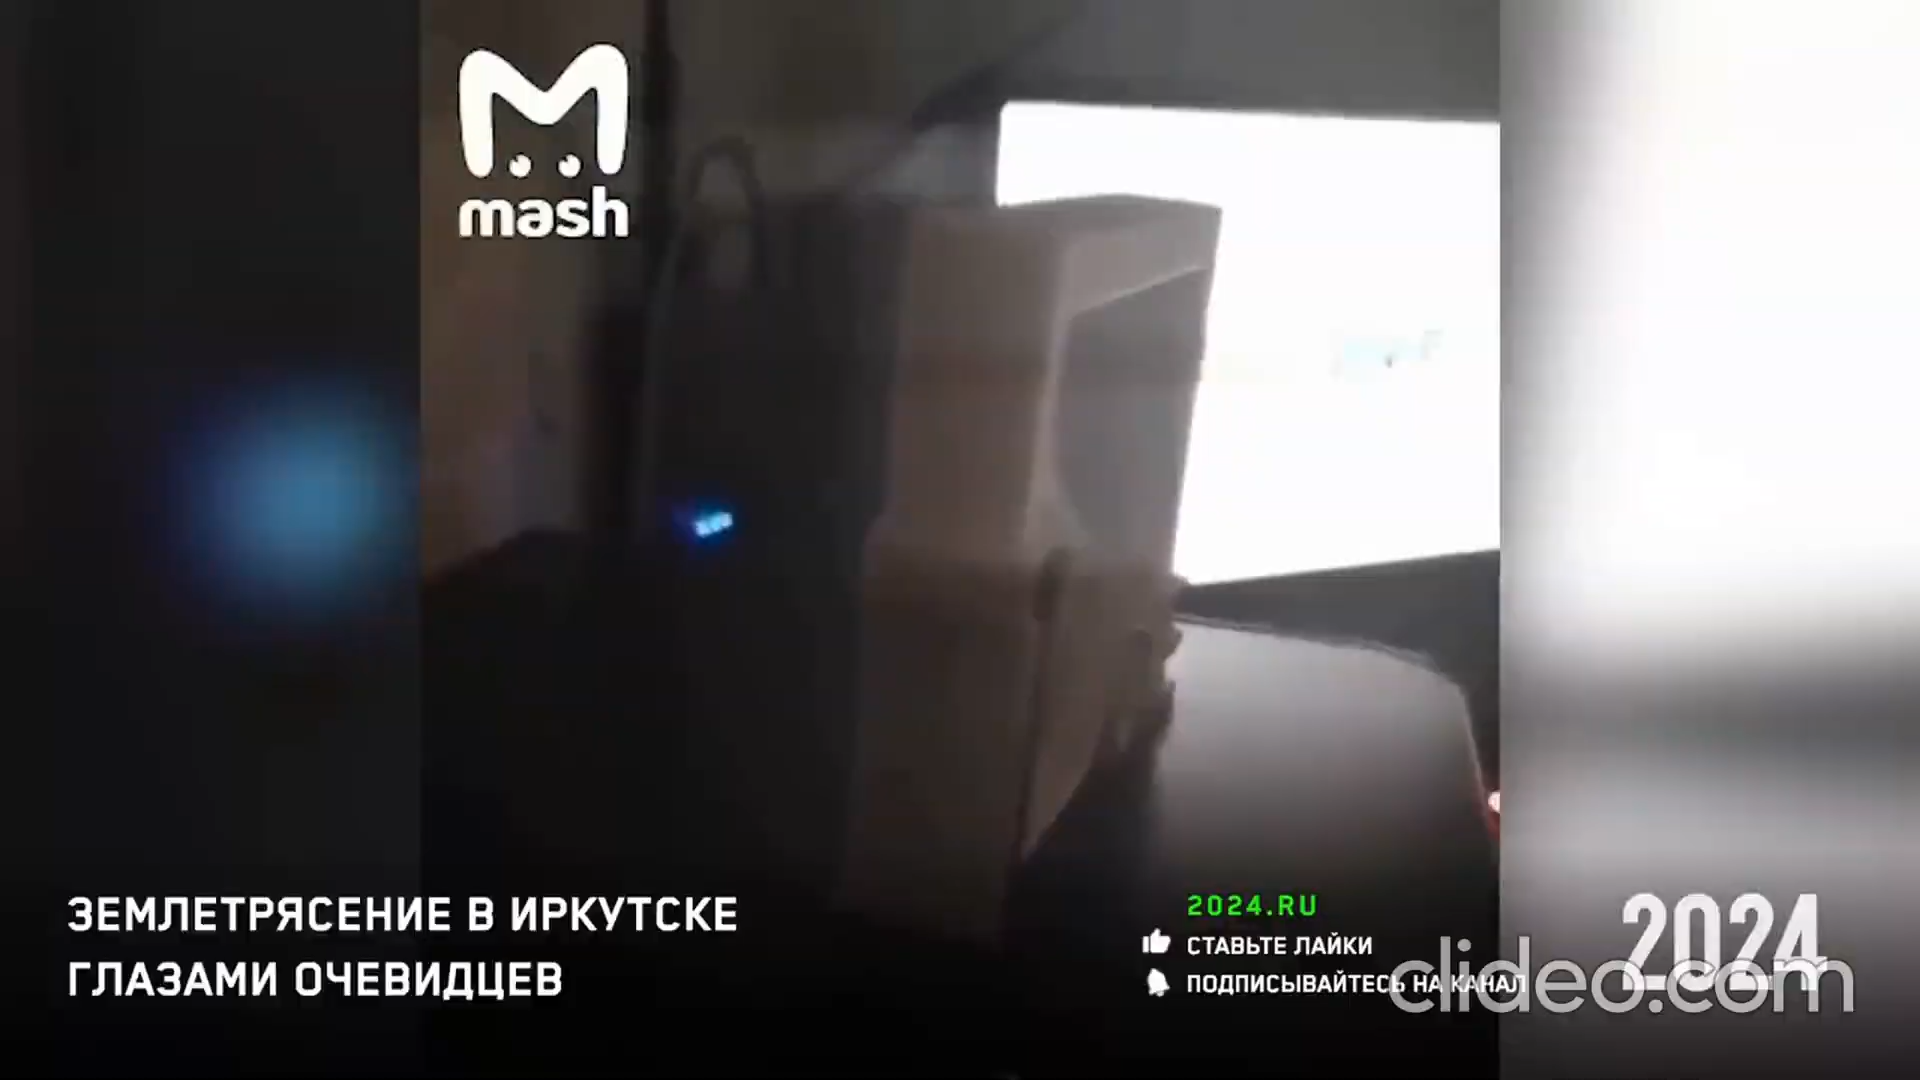 mash
ЗЕМЛЕТРЯСЕНИЕ В ИРКУТСКЕ
ГЛАЗАМИ ОЧЕВИДЦЕВ
2024.RU
СТАВЬТЕ ЛАЙКИ
ПОДПИСЫВАЙТЕСЬ НА КАНАЛ
2024
clideo.com